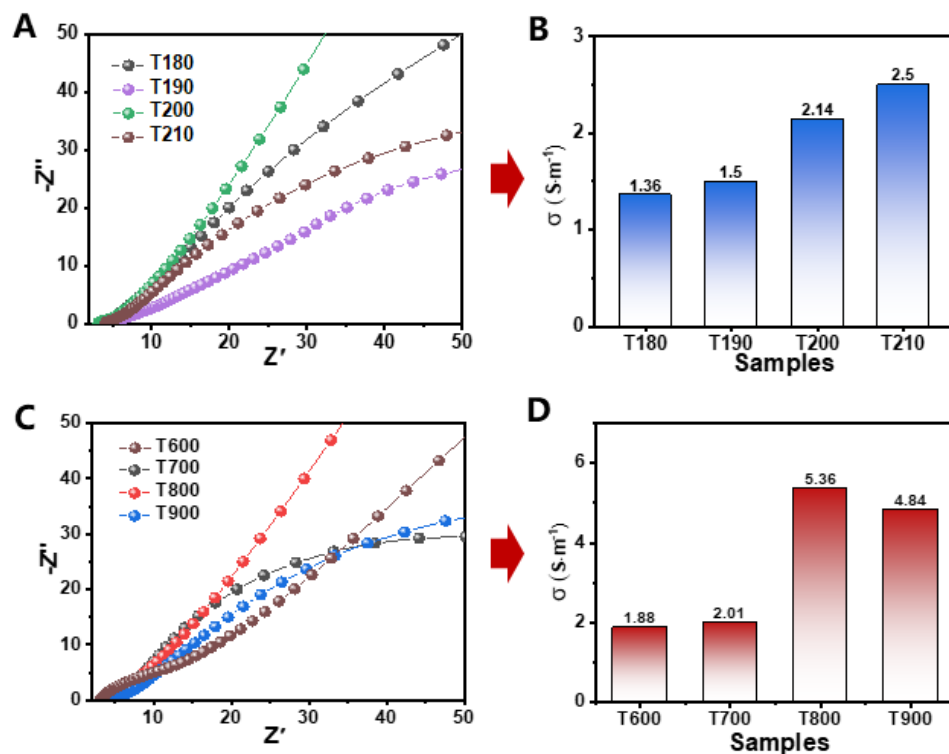 A
50
40
30
20
10
0
-Z''
T180
T190
T200
T210
10
20
30
40
50
Z'
B
3
2
1
0
σ (S·m⁻¹)
1.36
1.5
2.14
2.5
T180
T190
T200
T210
Samples
C
50
40
30
20
10
0
-Z''
T600
T700
T800
T900
10
20
30
40
50
Z'
D
6
4
2
0
σ (S·m⁻¹)
1.88
2.01
5.36
4.84
T600
T700
T800
T900
Samples